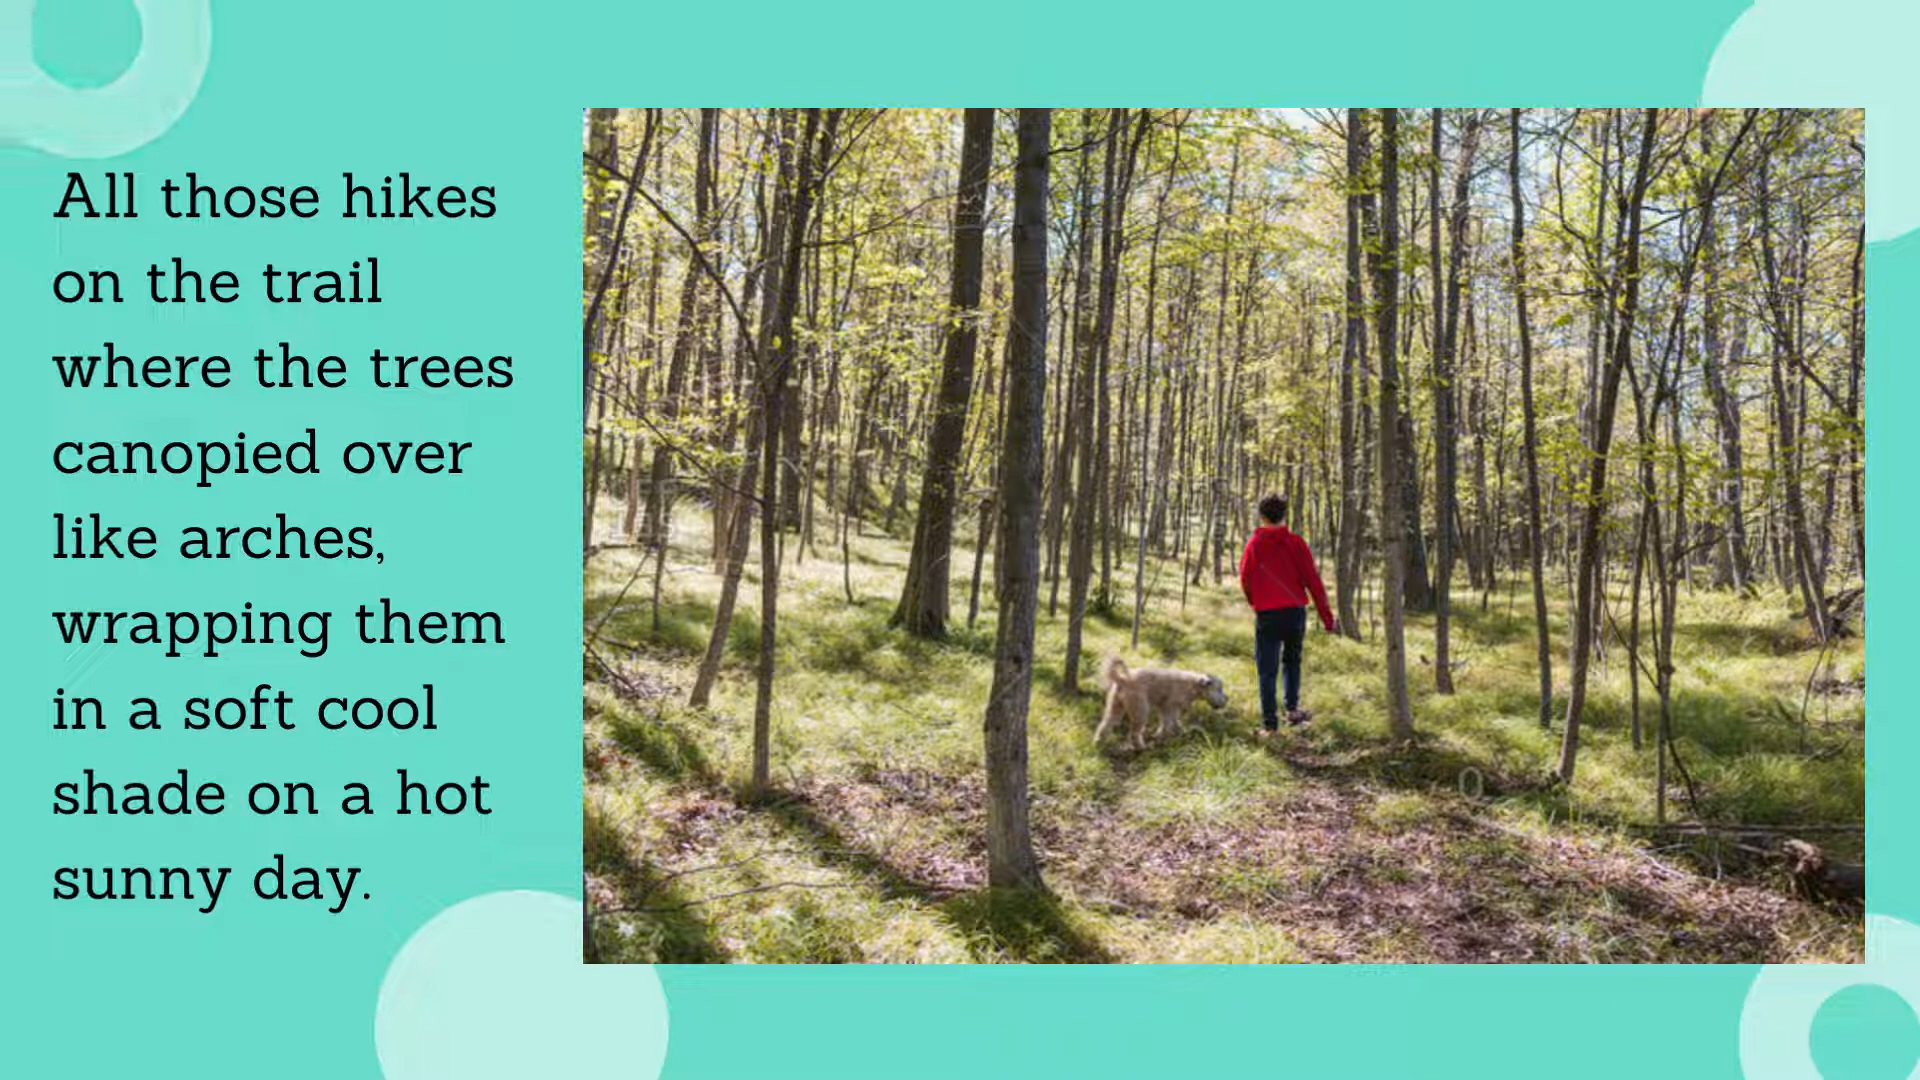 All those hikes
on the trail
where the trees
canopied over
like arches,
wrapping them
in a soft cool
shade on a hot
sunny day.